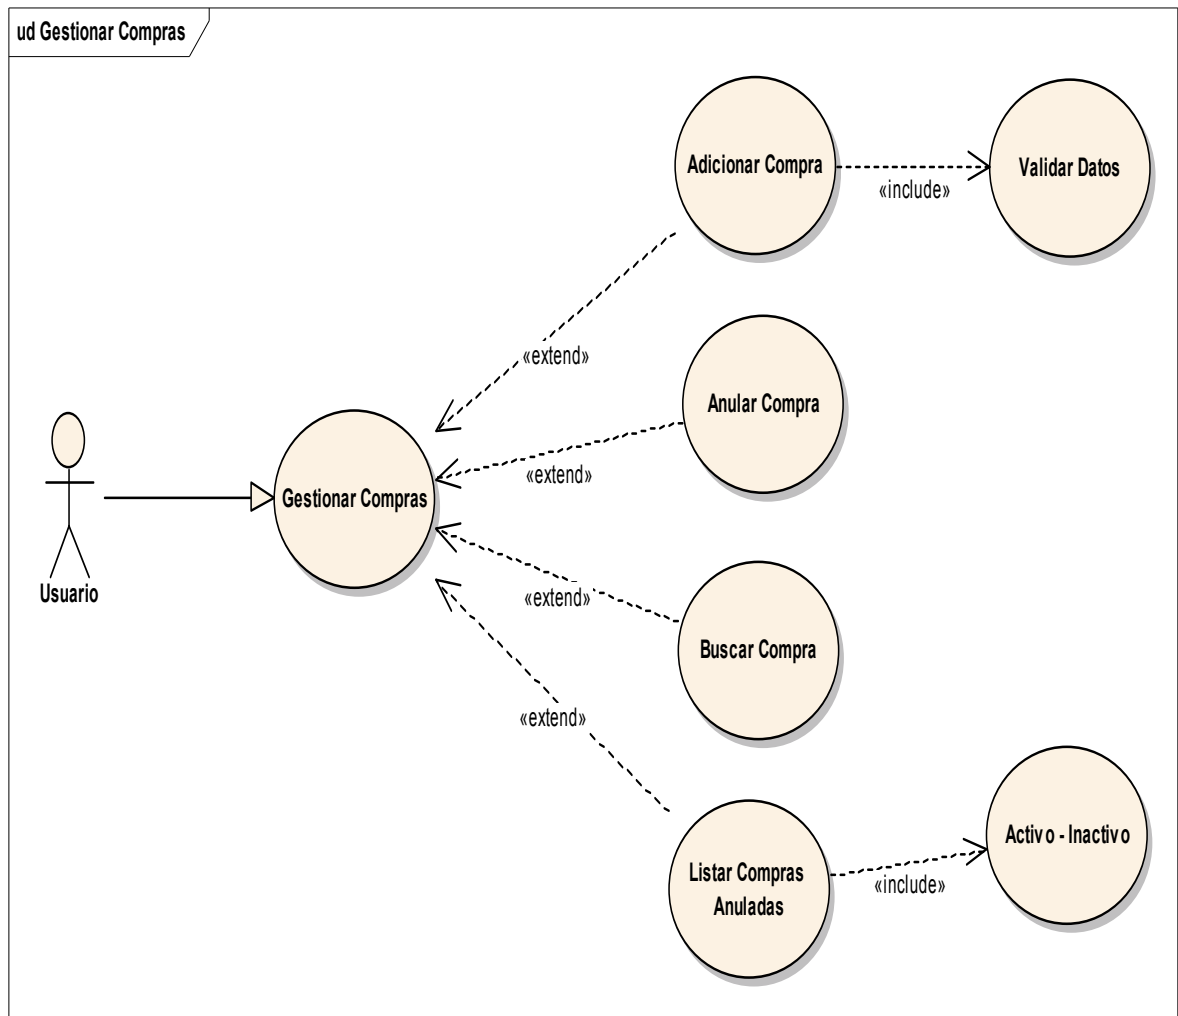 ud Gestionar Compras
Adicionar Compra
«include»
Validar Datos
«extend»
Anular Compra
«extend»
Gestionar Compras
Usuario
«extend»
Buscar Compra
«extend»
Listar Compras
Anuladas
«include»
Activo - Inactivo